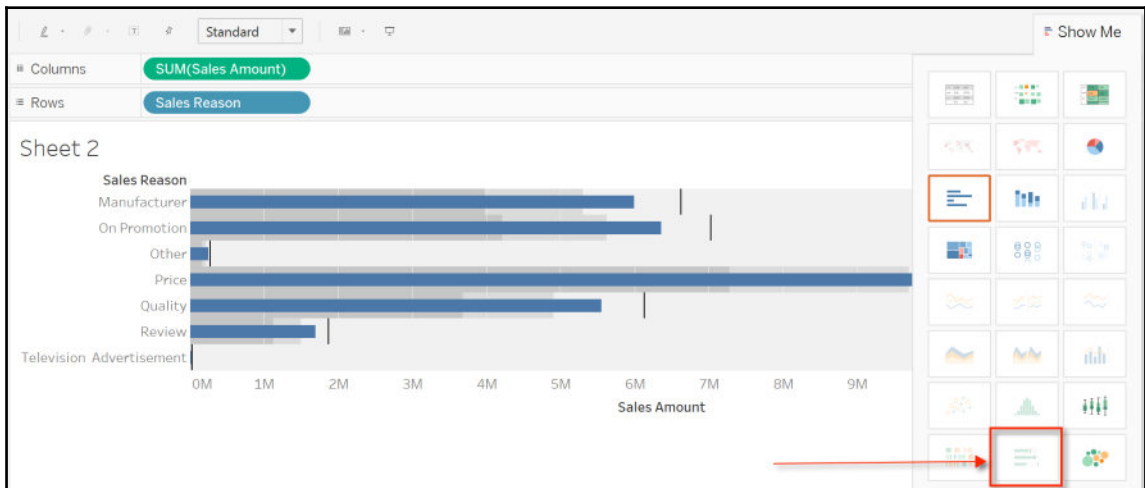 Standard
Show Me
Columns SUM(Sales Amount)
Rows Sales Reason
Sheet 2
Sales Reason
Manufacturer
On Promotion
Other
Price
Quality
Review
Television Advertisement
0M 1M 2M 3M 4M 5M 6M 7M 8M 9M
Sales Amount